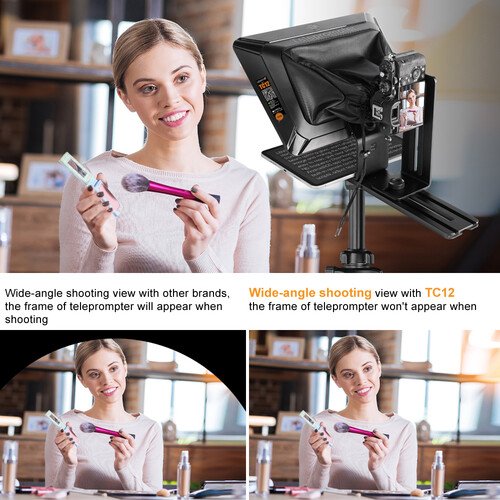 TC12
Wide-angle shooting view with other brands,
the frame of teleprompter will appear when
shooting
Wide-angle shooting view with TC12
the frame of teleprompter won't appear when